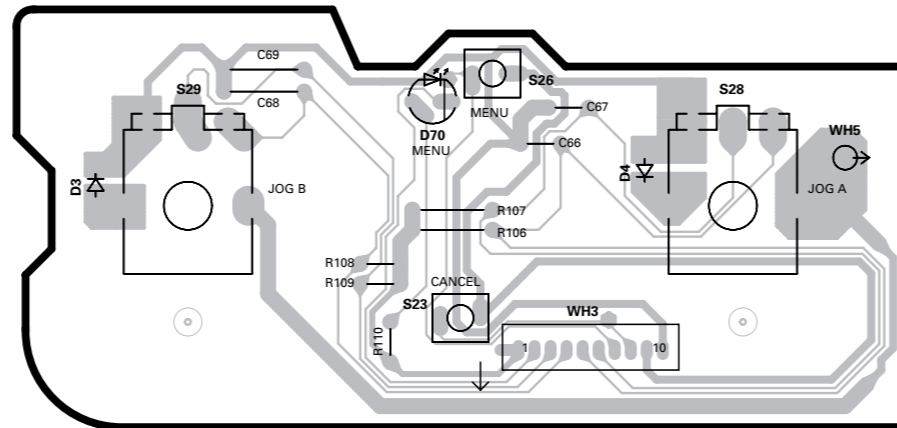 C69
S29
C68
S26
S28
C67
MENU
WH5
D70
MENU
C66
D3
D4
JOG B
JOG A
R107
R106
R108
R109
CANCEL
S23
WH3
R110
1
10